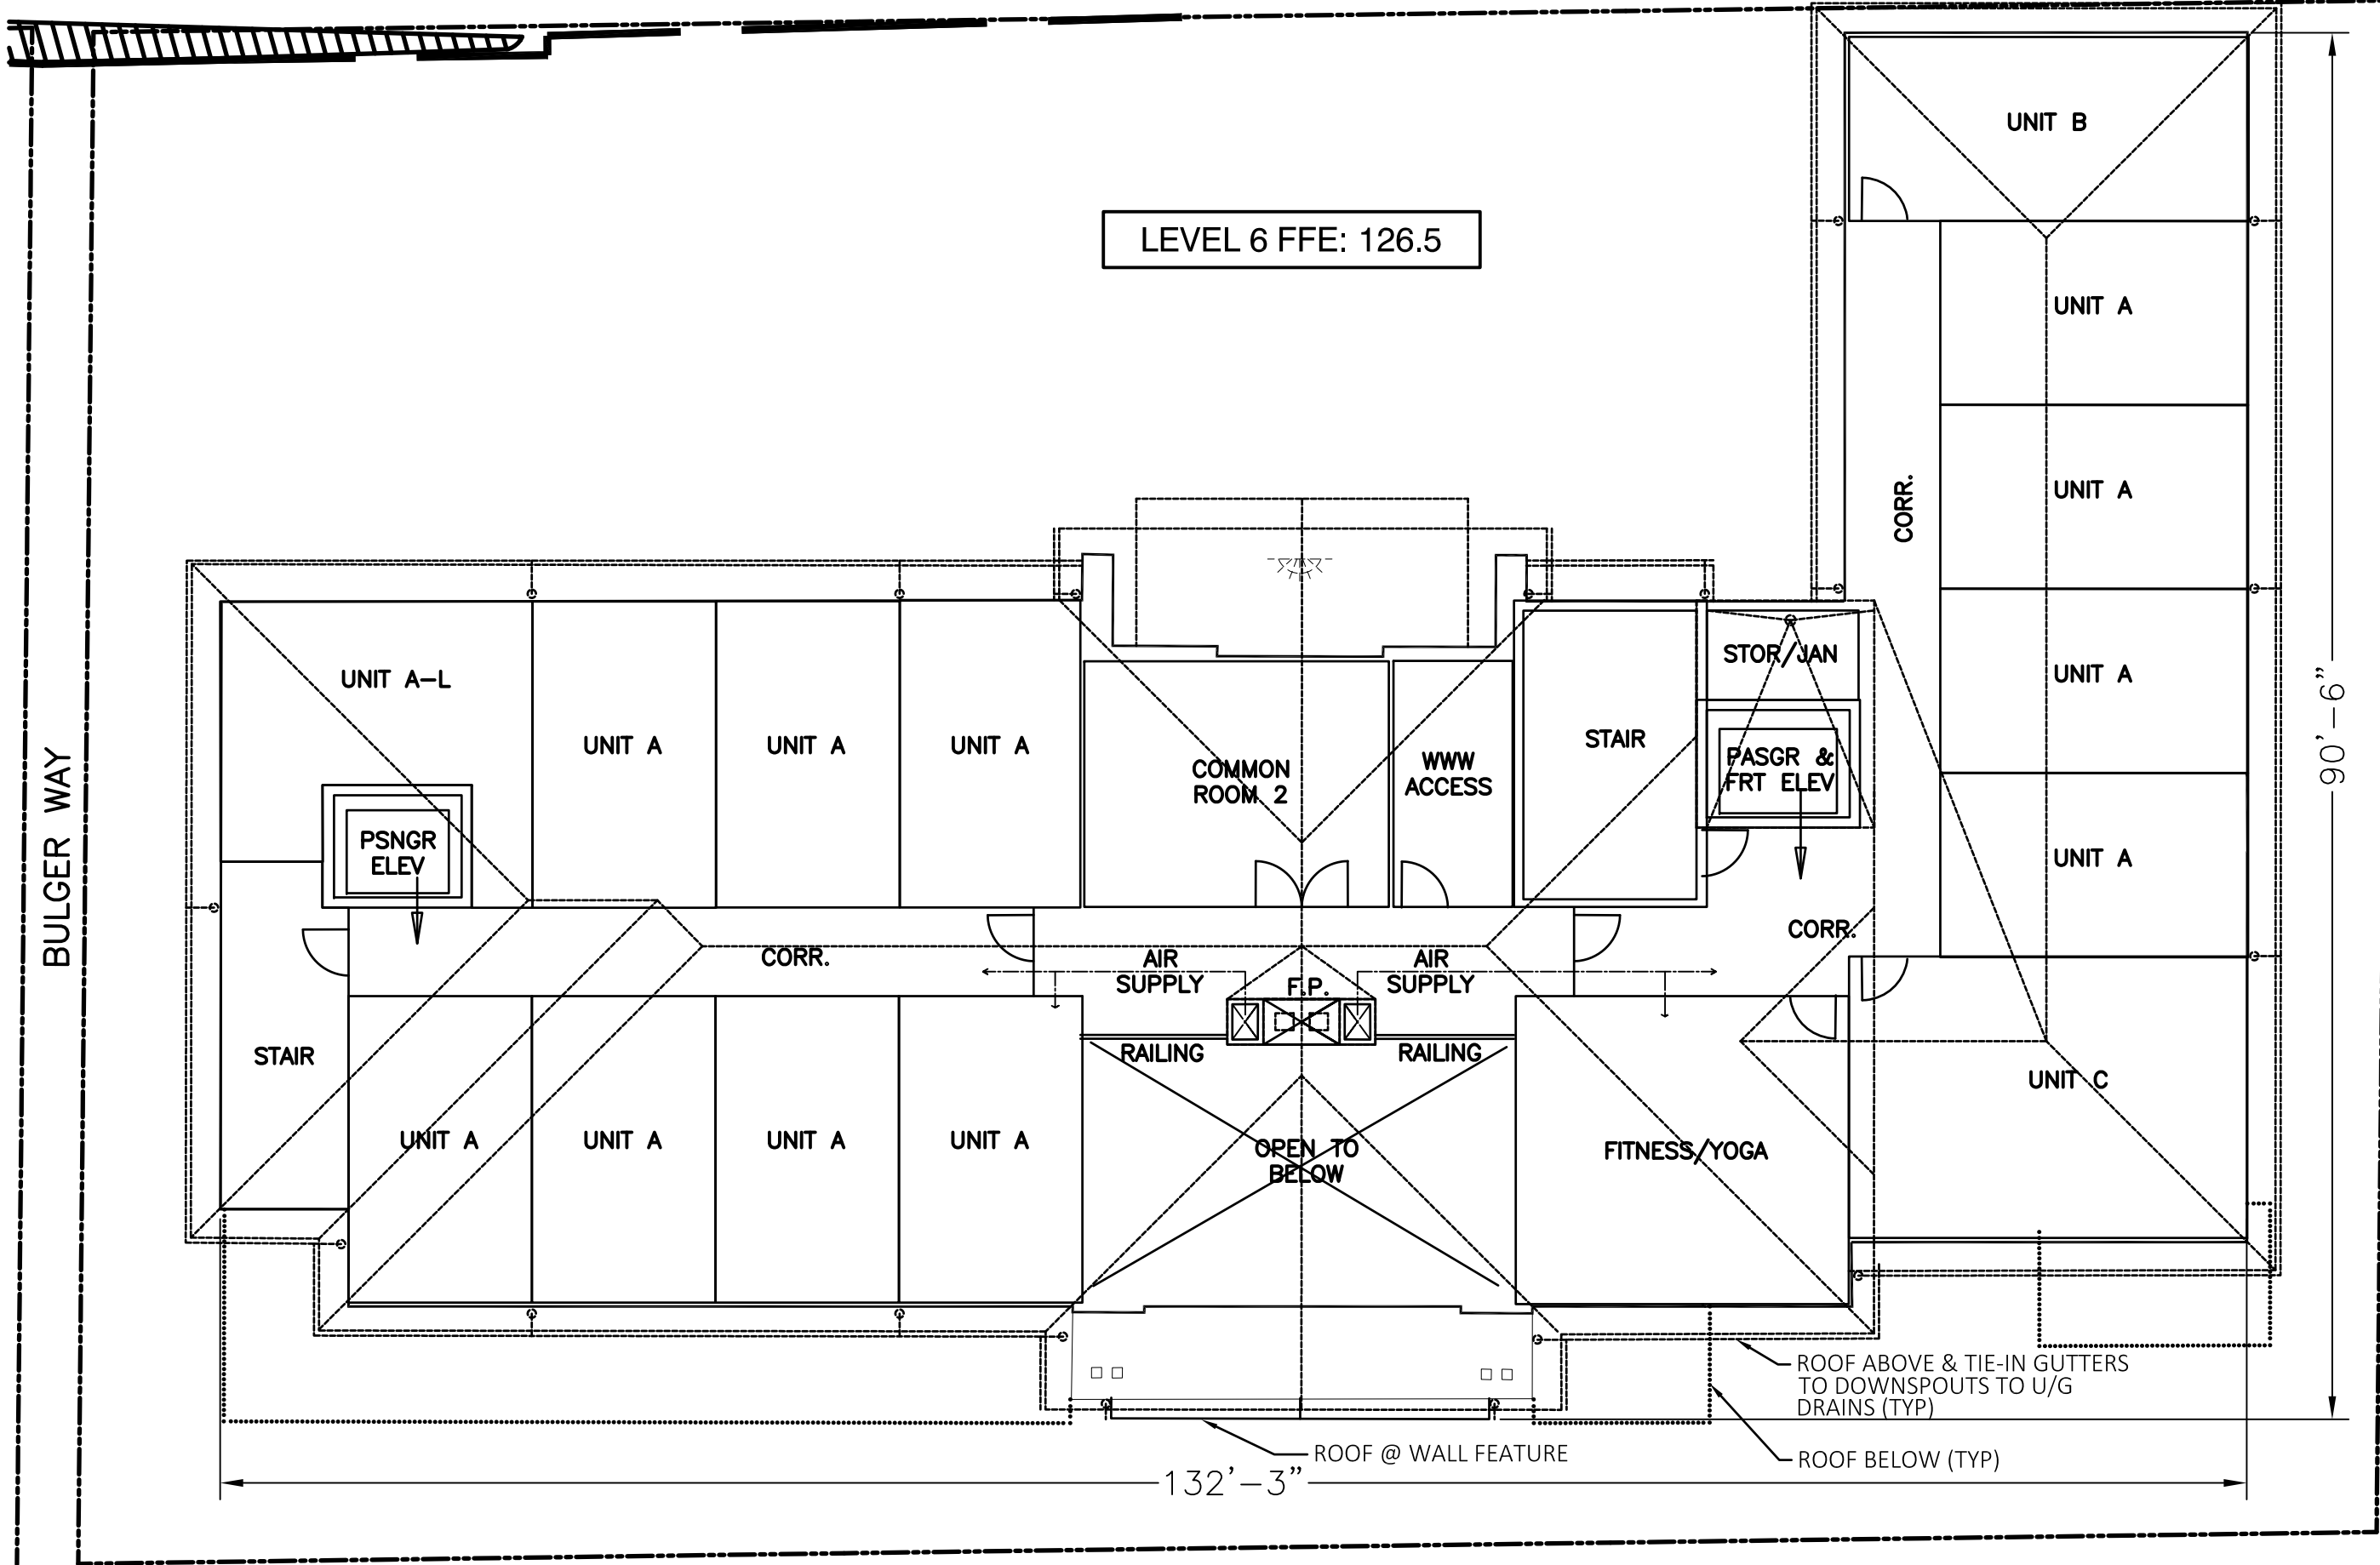 UNIT B
LEVEL 6 FFE: 126.5
UNIT A
UNIT A
CORR.
UNIT A
UNIT A
UNIT A-L
UNIT A
UNIT A
UNIT A
COMMON
ROOM 2
WWW
ACCESS
STAIR
STOR/JAN
PASGR &
FRT ELEV
90'-6"
BULGER WAY
PSNGR
ELEV
CORR.
AIR
SUPPLY
F.P.
AIR
SUPPLY
CORR.
STAIR
RAILING
RAILING
UNIT C
UNIT A
UNIT A
UNIT A
UNIT A
OPEN TO
BELOW
FITNESS/YOGA
ROOF ABOVE & TIE-IN GUTTERS
TO DOWNSPOUTS TO U/G
DRAINS (TYP)
ROOF @ WALL FEATURE
ROOF BELOW (TYP)
132'-3"